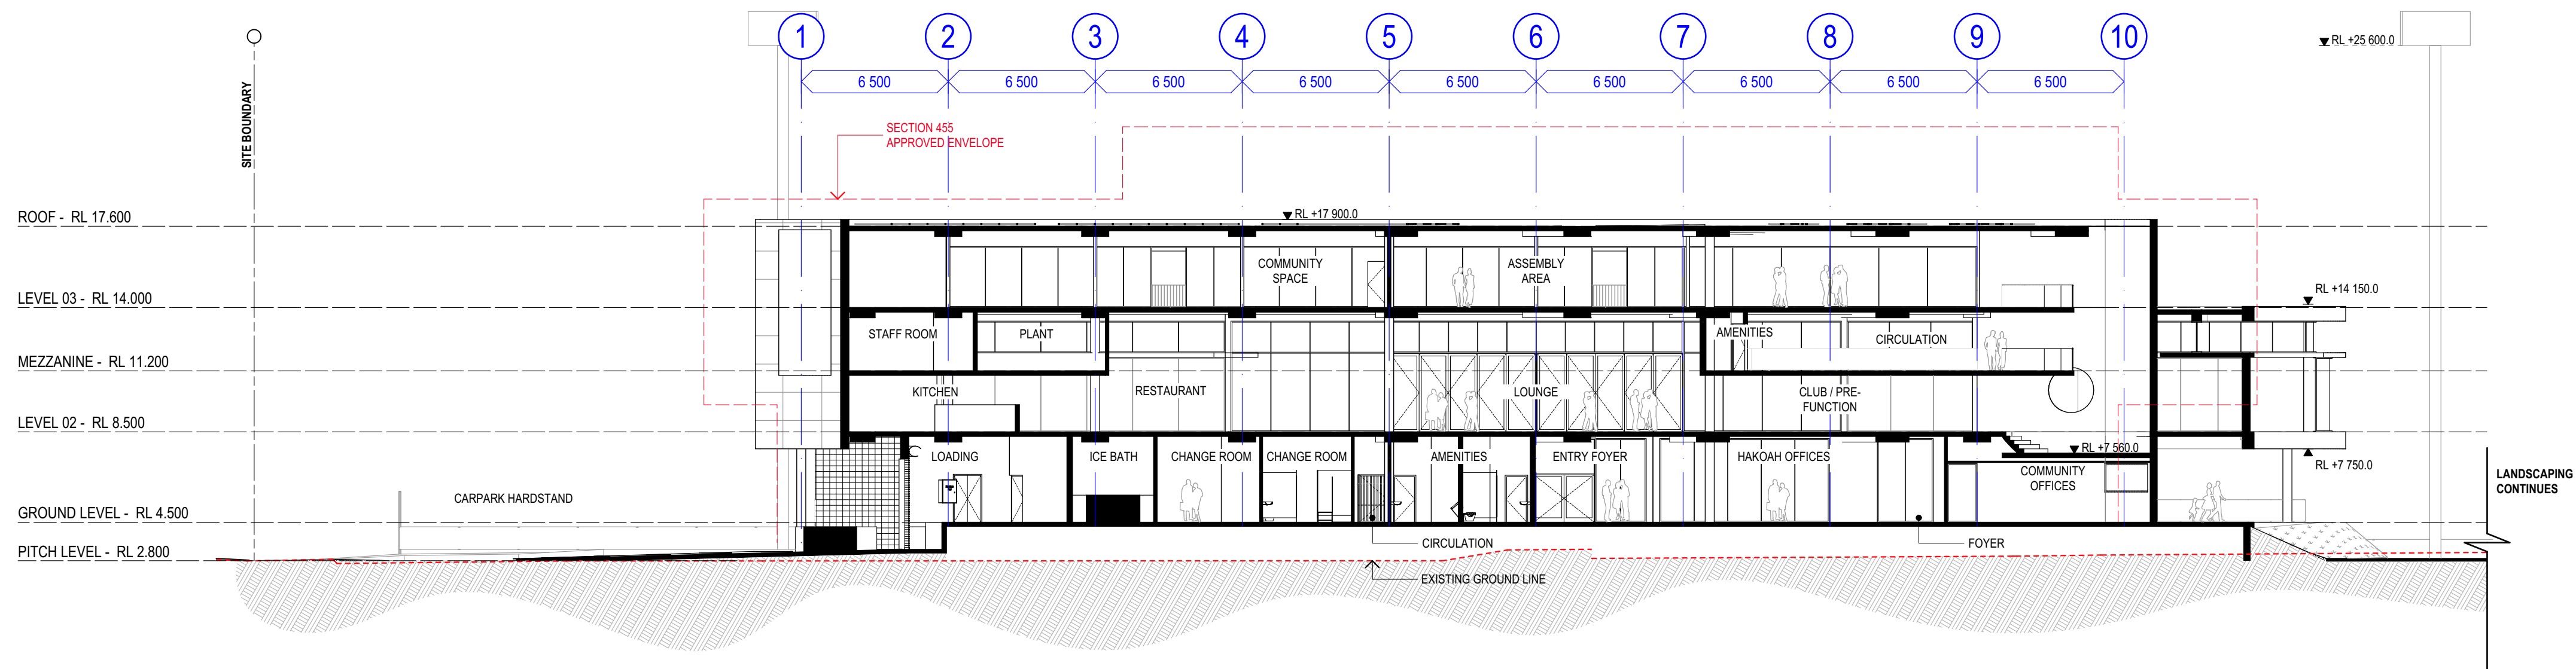 1 2 3 4 5 6 7 8 9 10
RL +25 600.0
6 500 6 500 6 500 6 500 6 500 6 500 6 500 6 500 6 500
SITE BOUNDARY
SECTION 455
APPROVED ENVELOPE
ROOF - RL 17.600
RL +17 900.0
COMMUNITY
SPACE
ASSEMBLY
AREA
LEVEL 03 - RL 14.000
RL +14 150.0
STAFF ROOM
PLANT
AMENITIES
CIRCULATION
MEZZANINE - RL 11.200
KITCHEN
RESTAURANT
LOUNGE
CLUB / PRE-
FUNCTION
LEVEL 02 - RL 8.500
RL +7 560.0
LOADING
ICE BATH
CHANGE ROOM
CHANGE ROOM
AMENITIES
ENTRY FOYER
HAKOAH OFFICES
COMMUNITY
OFFICES
RL +7 750.0
LANDSCAPING
CONTINUES
CARPARK HARDSTAND
GROUND LEVEL - RL 4.500
CIRCULATION
FOYER
PITCH LEVEL - RL 2.800
EXISTING GROUND LINE